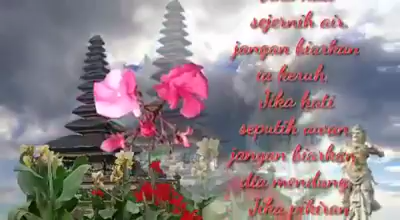 sejernih air
jangan biarkan
ia keruh.
Jika hati
seputih awan
jangan biarkan
dia mendung
Jika pikiran